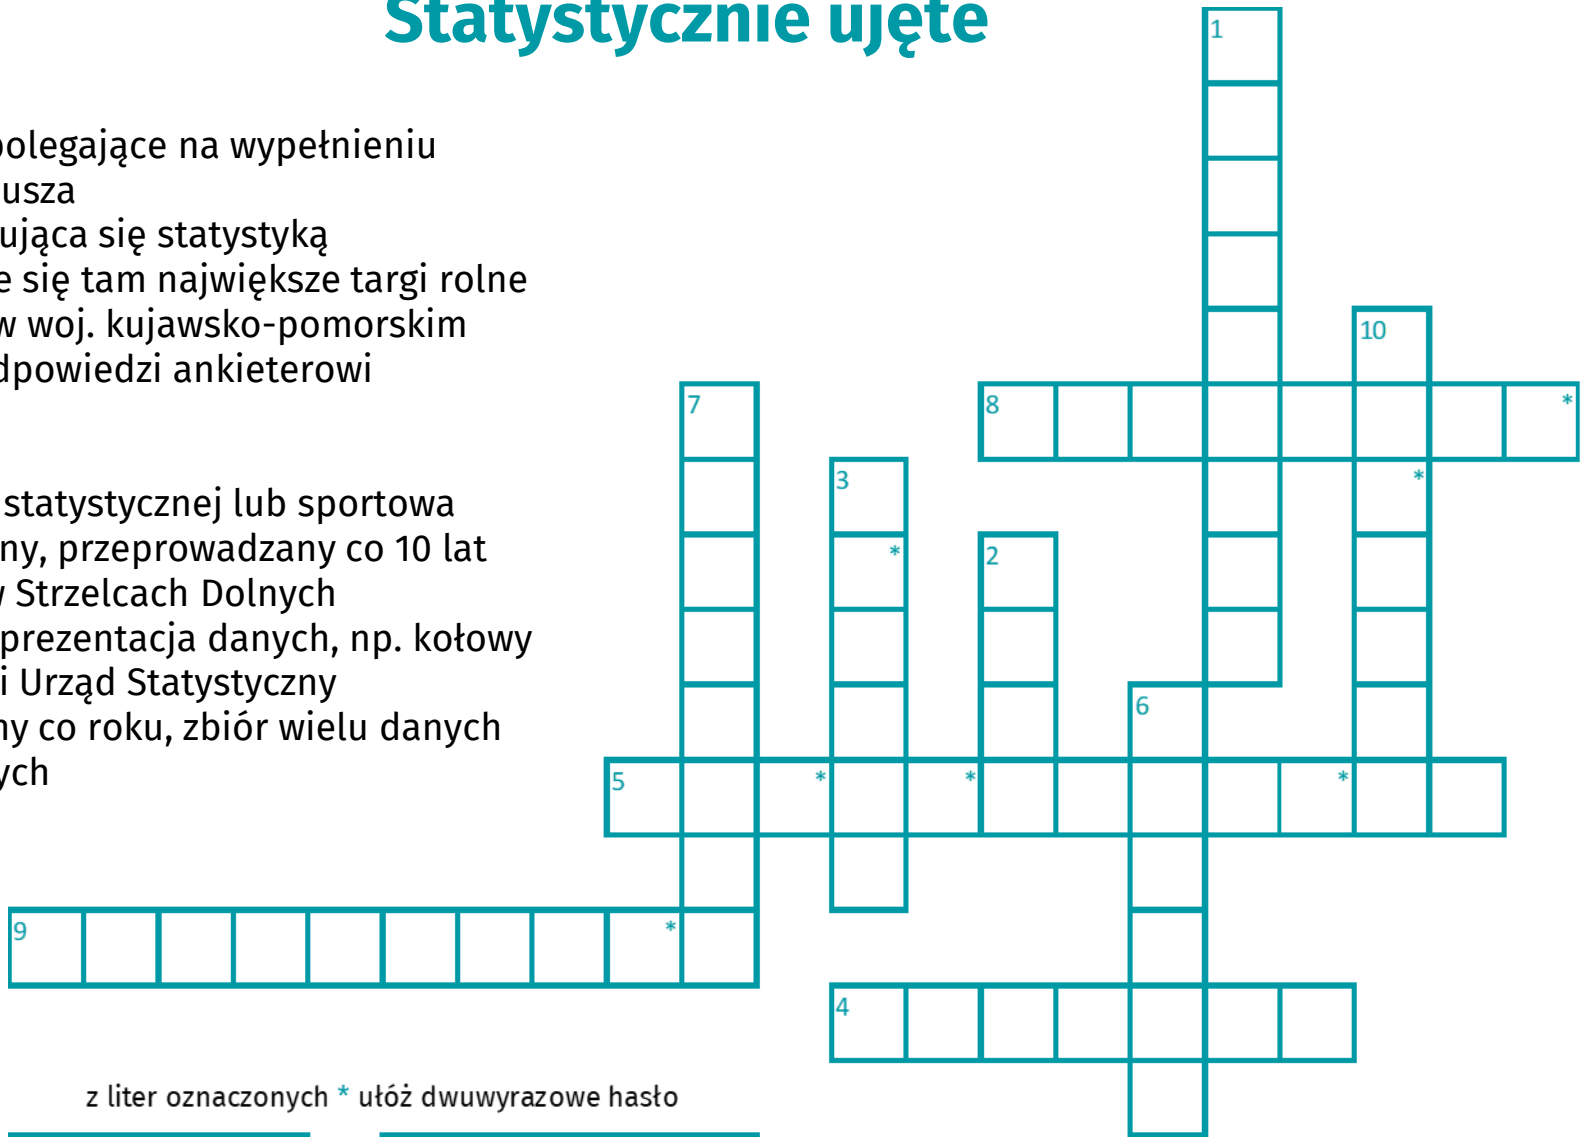 Statystycznie ujęte
polegające na wypełnieniu
usza
ująca się statystyką
e się tam największe targi rolne
w woj. kujawsko-pomorskim
dpowiedzi ankieterowi
statystycznej lub sportowa
ny, przeprowadzany co 10 lat
w Strzelcach Dolnych
prezentacja danych, np. kołowy
i Urząd Statystyczny
ny co roku, zbiór wielu danych
ych
1
10
7
8
*
3
*
*
2
6
5
*
*
*
9
*
4
z liter oznaczonych * ułóż dwuwyrazowe hasło